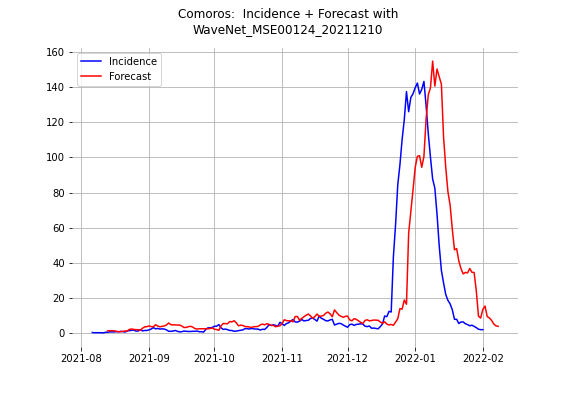 Comoros:  Incidence + Forecast with
WaveNet_MSE00124_20211210
Incidence
Forecast
160
140
120
100
80
60
40
20
0
2021-08 2021-09 2021-10 2021-11 2021-12 2022-01 2022-02